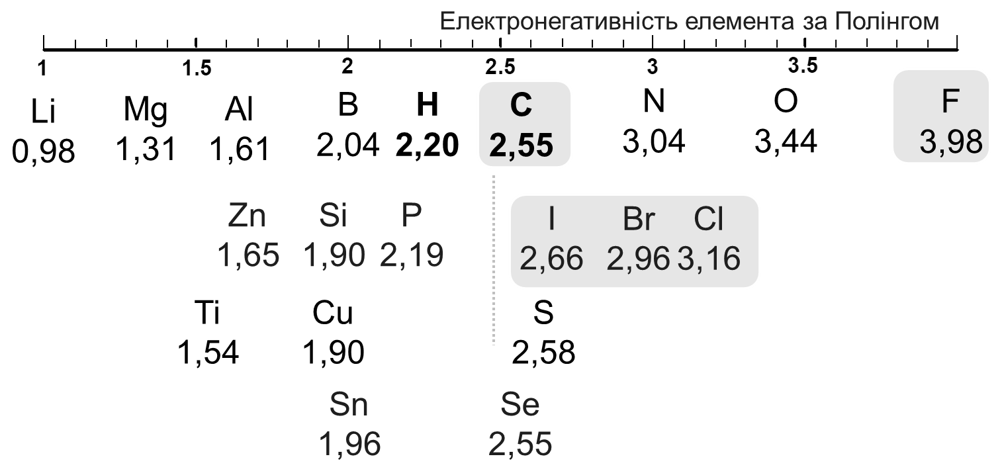 Електронегативність елемента за Полінгом
1 1.5 2 2.5 3 3.5
Li Mg Al B H C N O F
0,98 1,31 1,61 2,04 2,20 2,55 3,04 3,44 3,98
Zn Si P I Br Cl
1,65 1,90 2,19 2,66 2,96 3,16
Ti Cu S
1,54 1,90 2,58
Sn Se
1,96 2,55